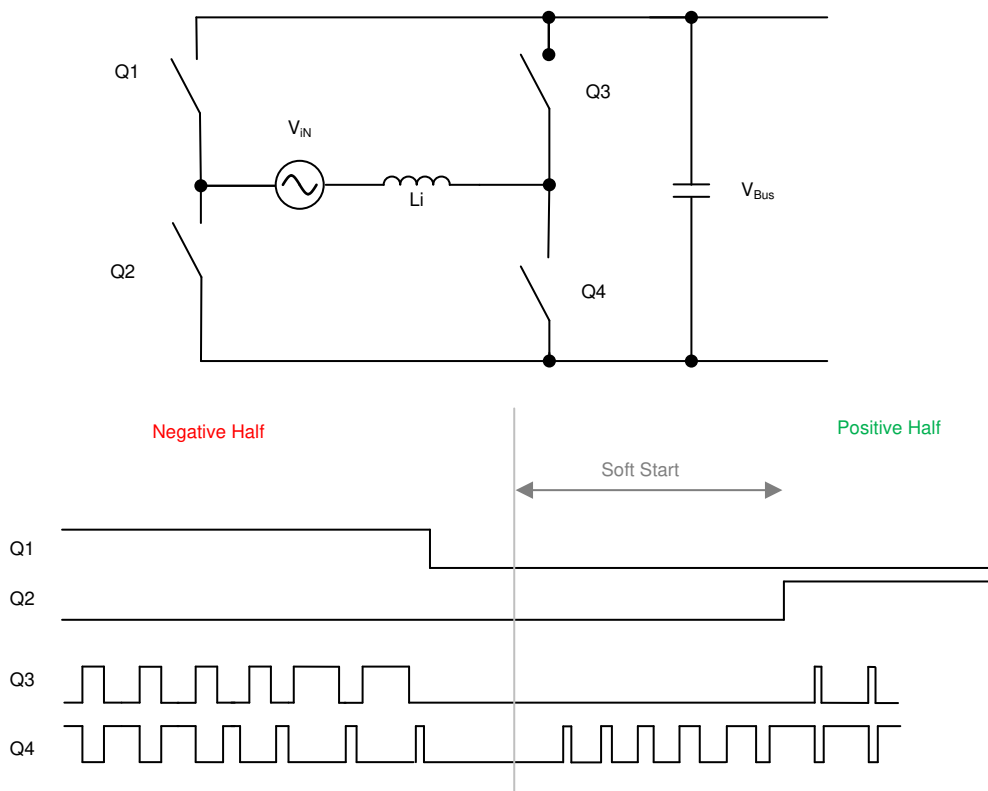 Q1
Q3
ViN
Li
VBus
Q2
Q4
Negative Half
Positive Half
Soft Start
Q1
Q2
Q3
Q4